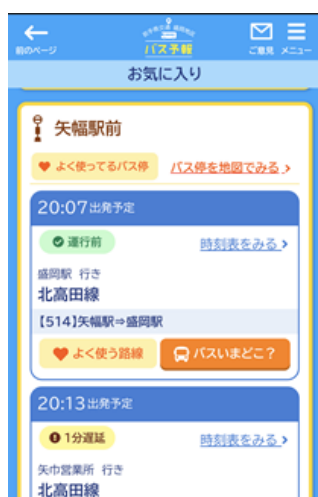 前のページ
岩手県交通 盛岡地区
バス予報
ご意見
メニュー
お気に入り
矢幅駅前
よく使ってるバス停
バス停を地図でみる
20:07出発予定
運行前
時刻表をみる
盛岡駅 行き
北高田線
【514】矢幅駅⇒盛岡駅
よく使う路線
バスいまどこ？
20:13出発予定
1分遅延
時刻表をみる
矢巾営業所 行き
北高田線